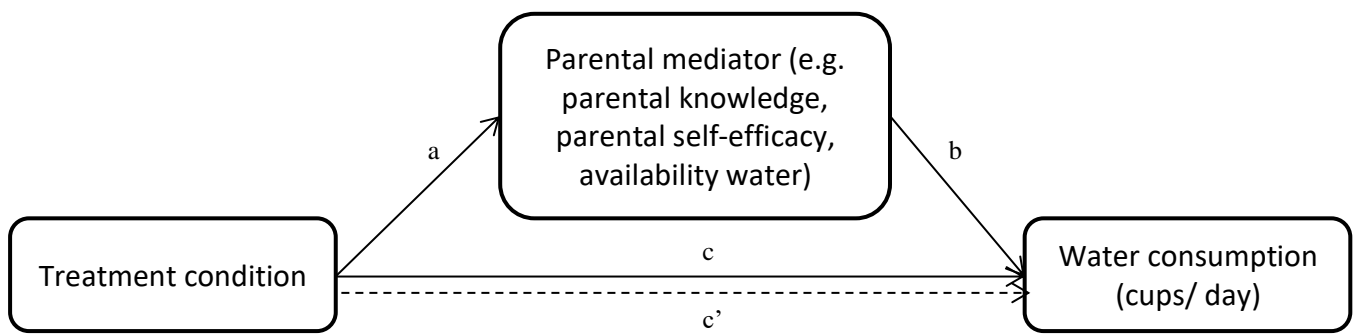 Parental mediator (e.g.
parental knowledge,
parental self-efficacy,
availability water)
a
b
Treatment condition
c
c’
Water consumption
(cups/ day)